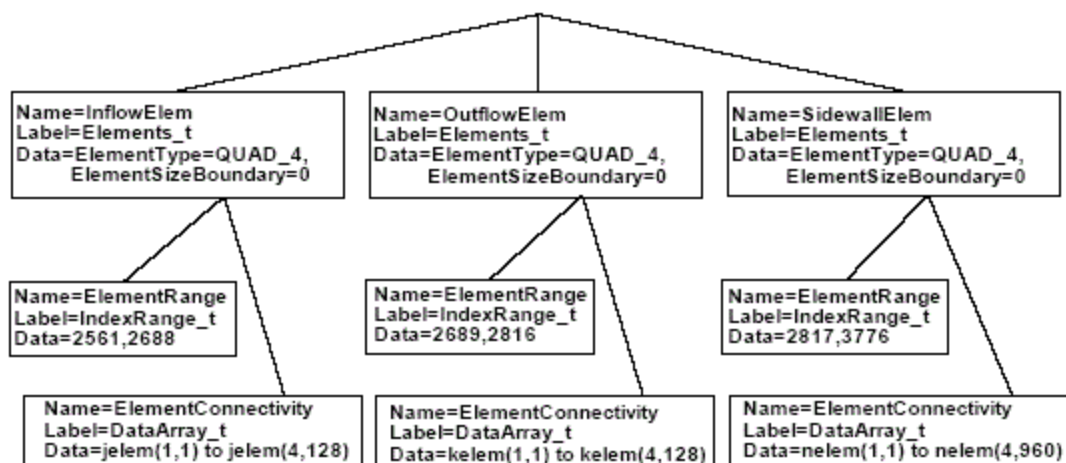 Name=InflowElem
Label=Elements_t
Data=ElementType=QUAD_4,
ElementSizeBoundary=0
Name=OutflowElem
Label=Elements_t
Data=ElementType=QUAD_4,
ElementSizeBoundary=0
Name=SidewallElem
Label=Elements_t
Data=ElementType=QUAD_4,
ElementSizeBoundary=0
Name=ElementRange
Label=IndexRange_t
Data=2561,2688
Name=ElementRange
Label=IndexRange_t
Data=2689,2816
Name=ElementRange
Label=IndexRange_t
Data=2817,3776
Name=ElementConnectivity
Label=DataArray_t
Data=jelem(1,1) to jelem(4,128)
Name=ElementConnectivity
Label=DataArray_t
Data=kelem(1,1) to kelem(4,128)
Name=ElementConnectivity
Label=DataArray_t
Data=nelem(1,1) to nelem(4,960)